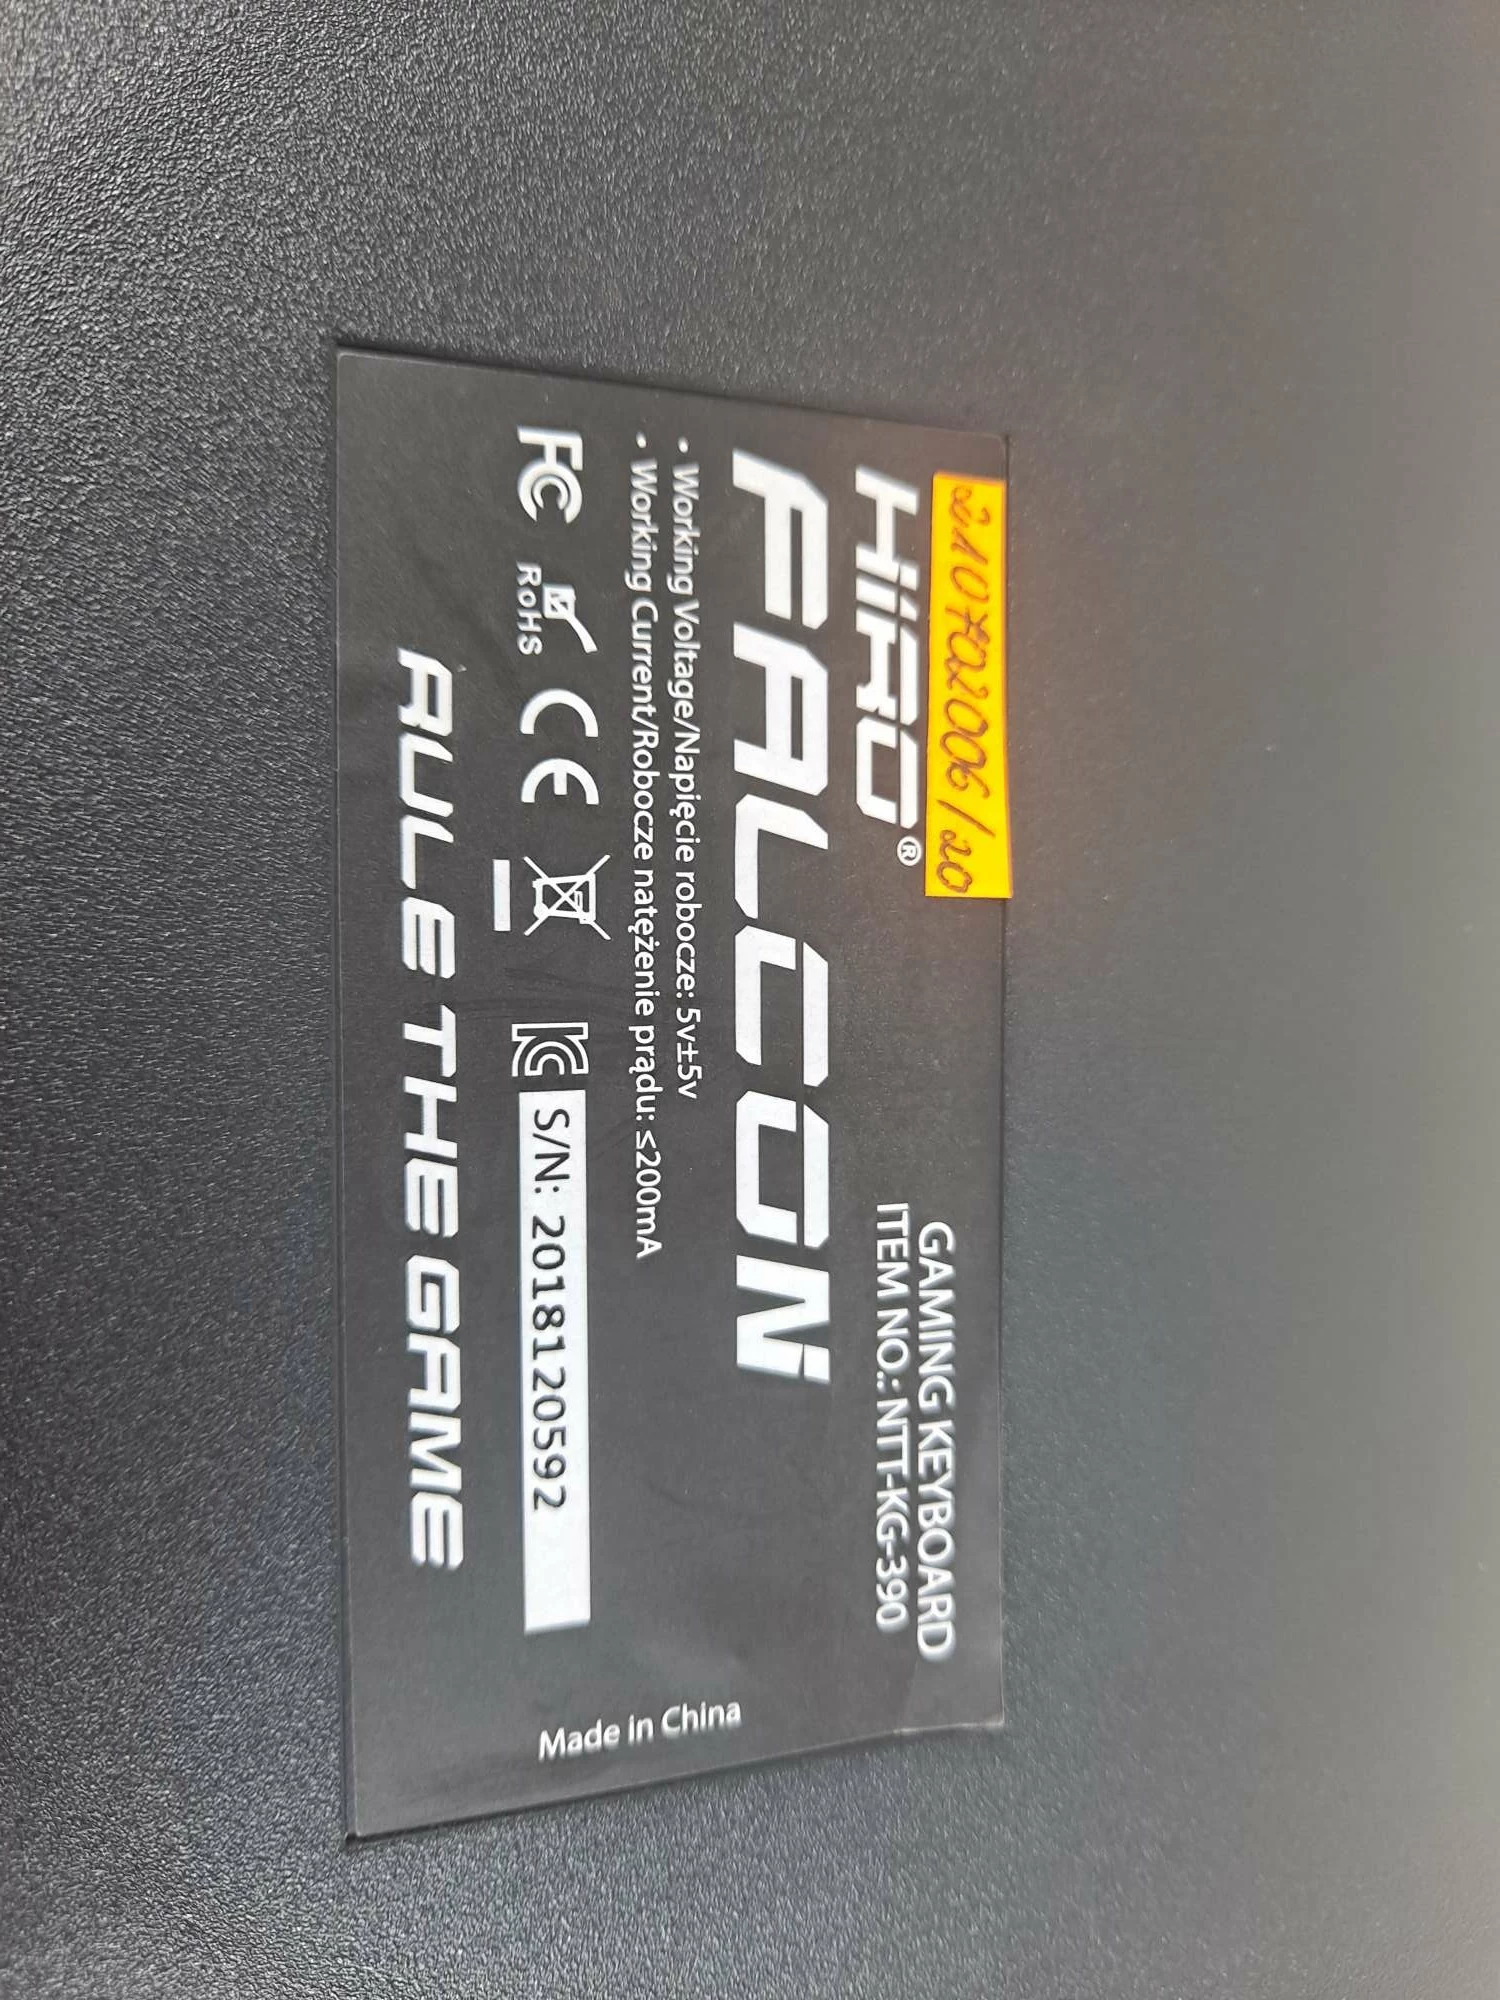 210702006/20
HIRO®
GAMING KEYBOARD
ITEM NO.: NTT-KG-390
FALCON
• Working Voltage/Napięcie robocze: 5v±5v
• Working Current/Robocze natężenie prądu: ≤200mA
FC
RoHS
CE
S/N: 2018120592
RULE THE GAME
Made in China